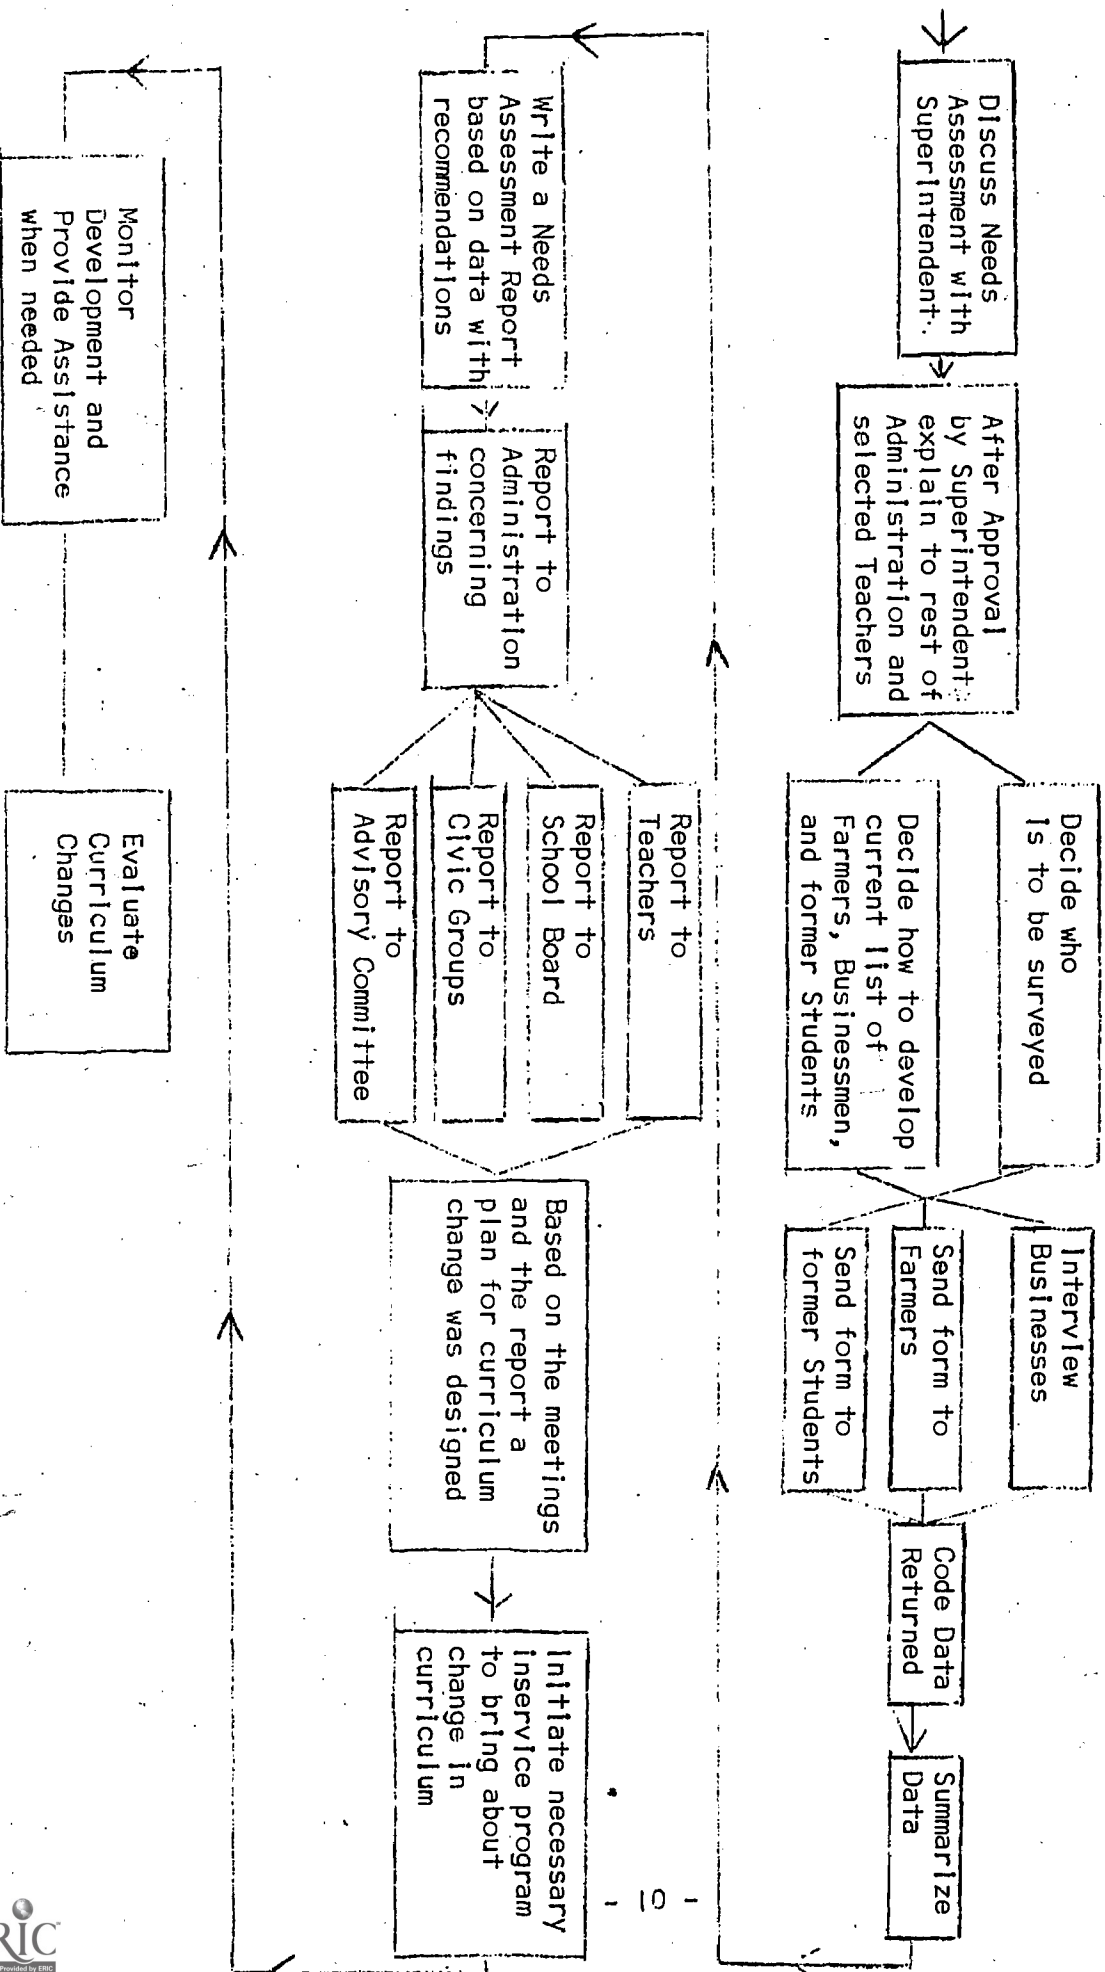 Discuss Needs
Assessment with
Superintendent.
After Approval
by Superintendent
explain to rest of
Administration and
selected Teachers
Decide who
is to be surveyed
Decide how to develop
current list of
Farmers, Businessmen,
and former Students
Interview
Businesses
Send form to
Farmers
Send form to
former Students
Code Data
Returned
Summarize
Data
Write a Needs
Assessment Report
based on data with
recommendations
Report to
Administration
concerning
findings
Report to
Teachers
Report to
School Board
Report to
Civic Groups
Report to
Advisory Committee
Based on the meetings
and the report a
plan for curriculum
change was designed
Initiate necessary
inservice program
to bring about
change in
curriculum
Monitor
Development and
Provide Assistance
when needed
Evaluate
Curriculum
Changes
- 10 -
RIC
Provided by ERIC